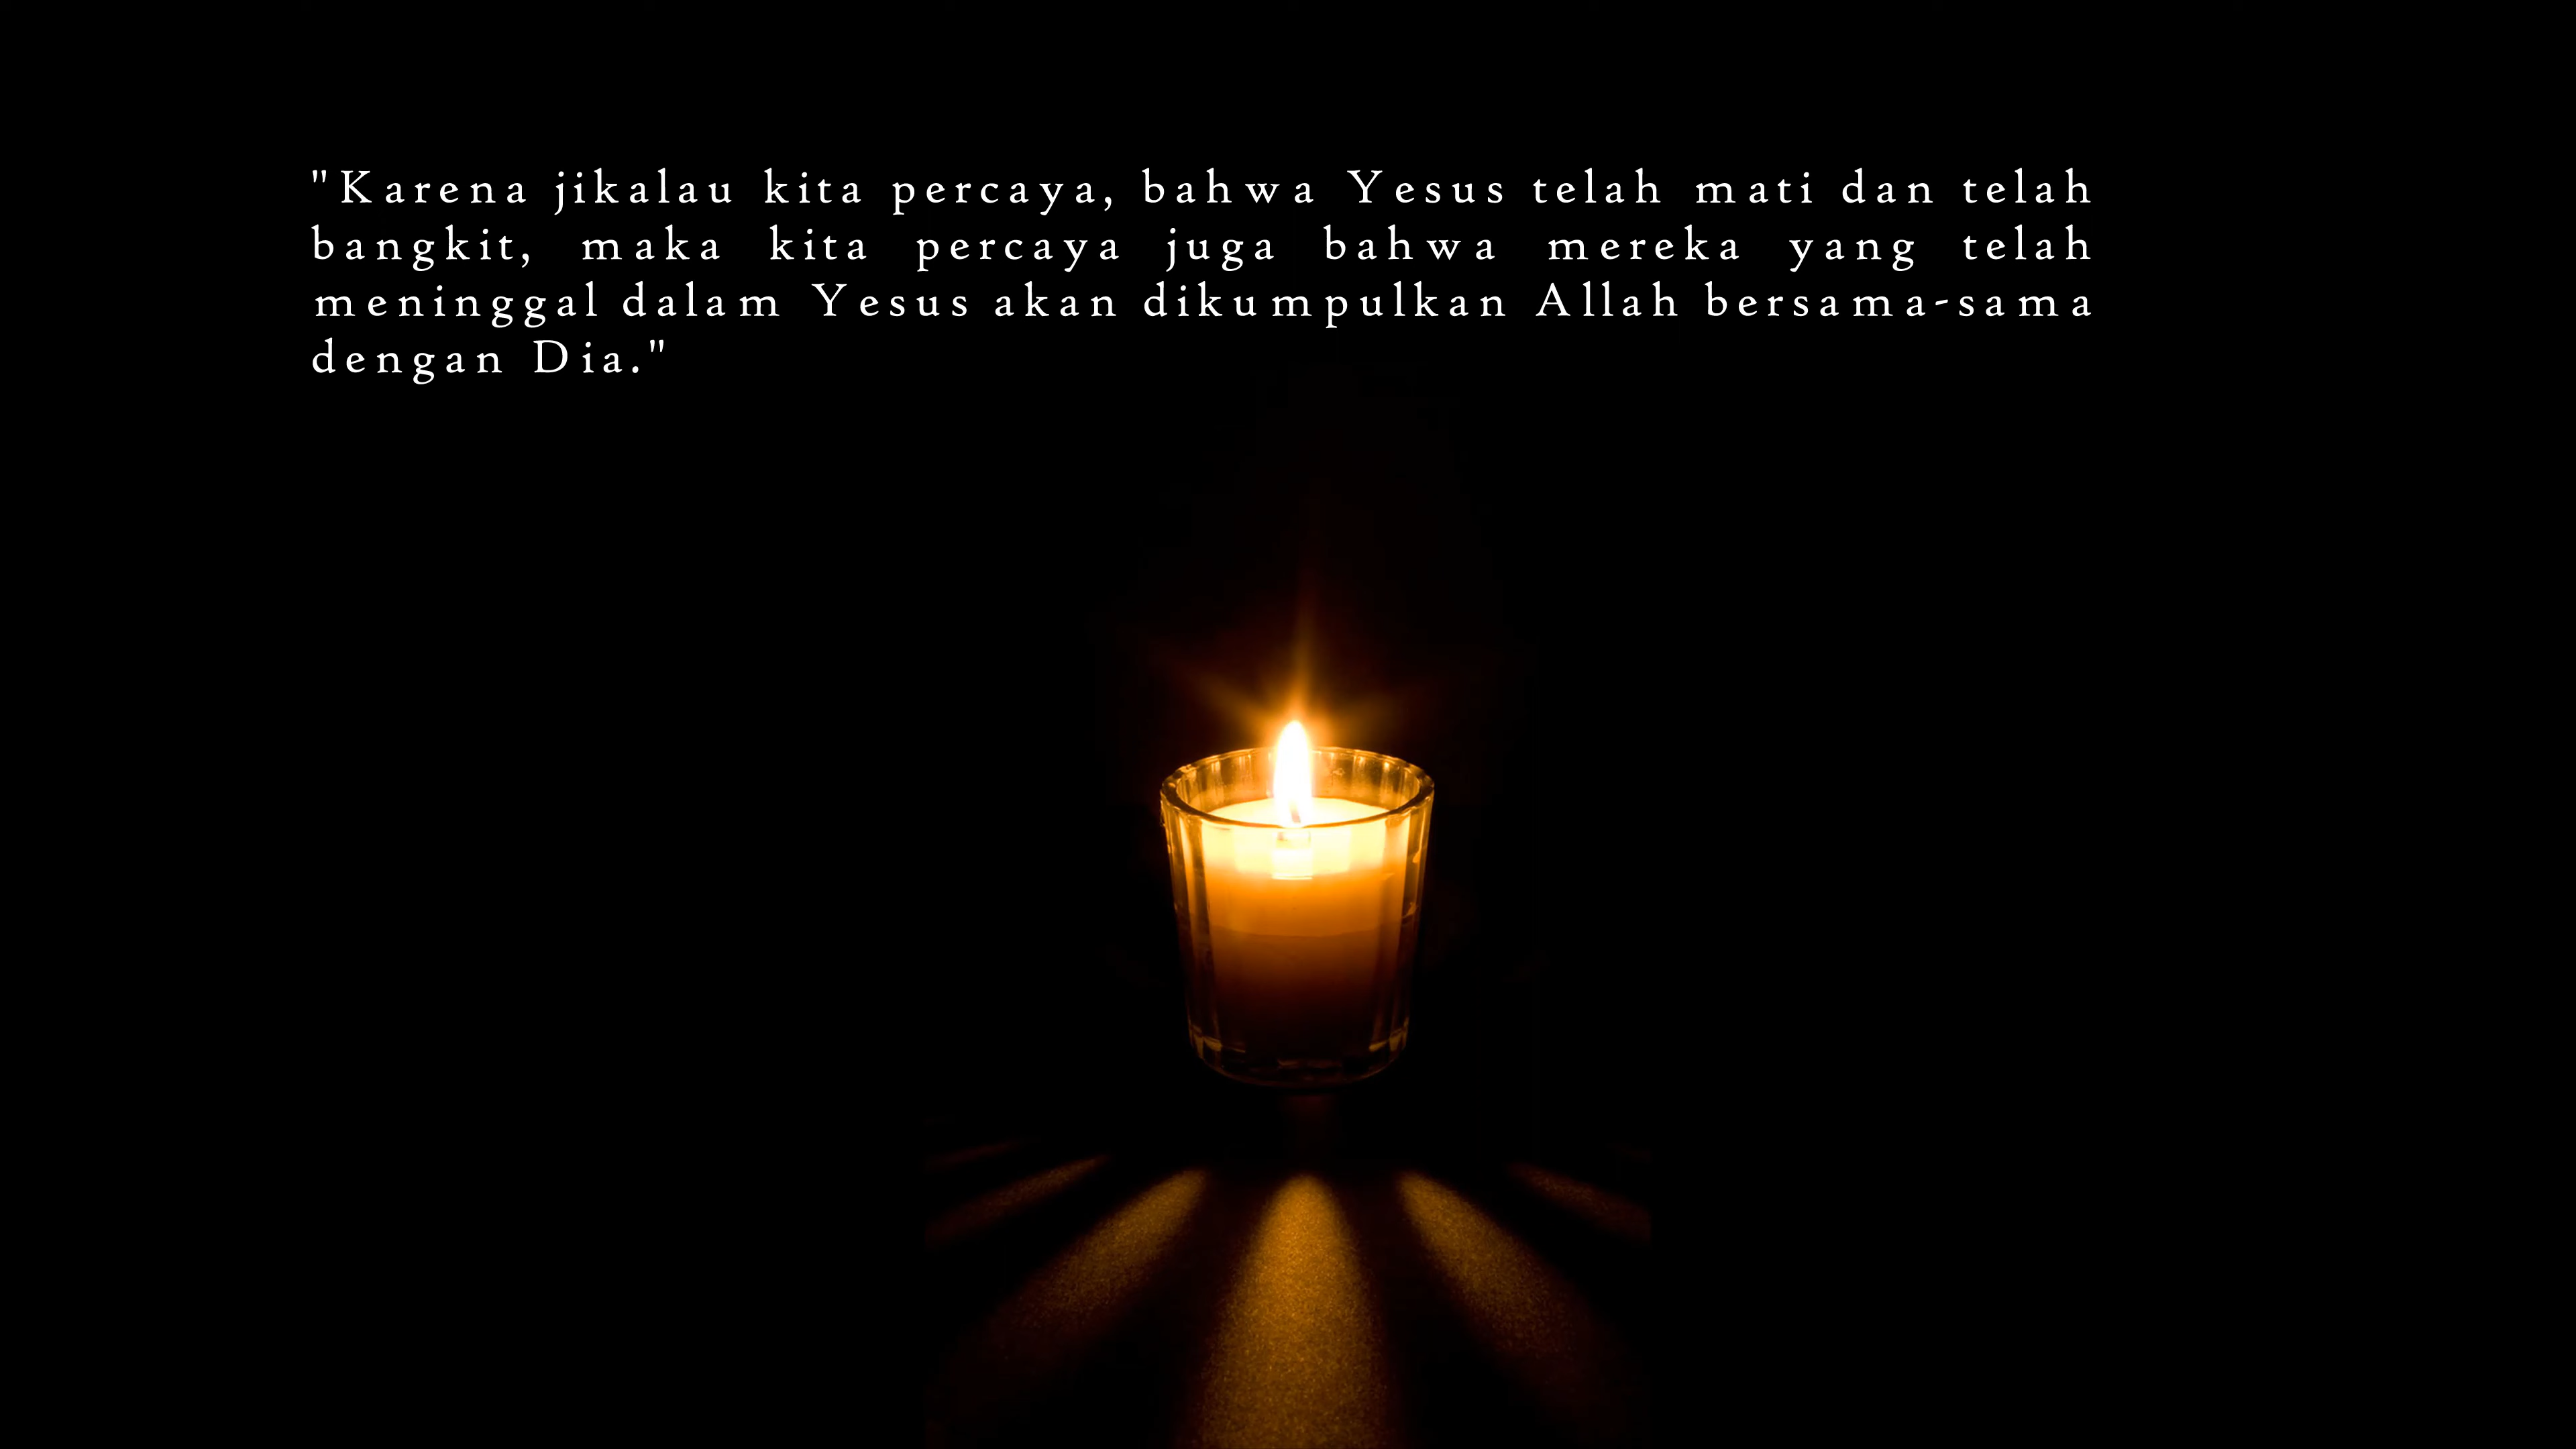 "Karena jikalau kita percaya, bahwa Yesus telah mati dan telah
bangkit, maka kita percaya juga bahwa mereka yang telah
meninggal dalam Yesus akan dikumpulkan Allah bersama-sama
dengan Dia."